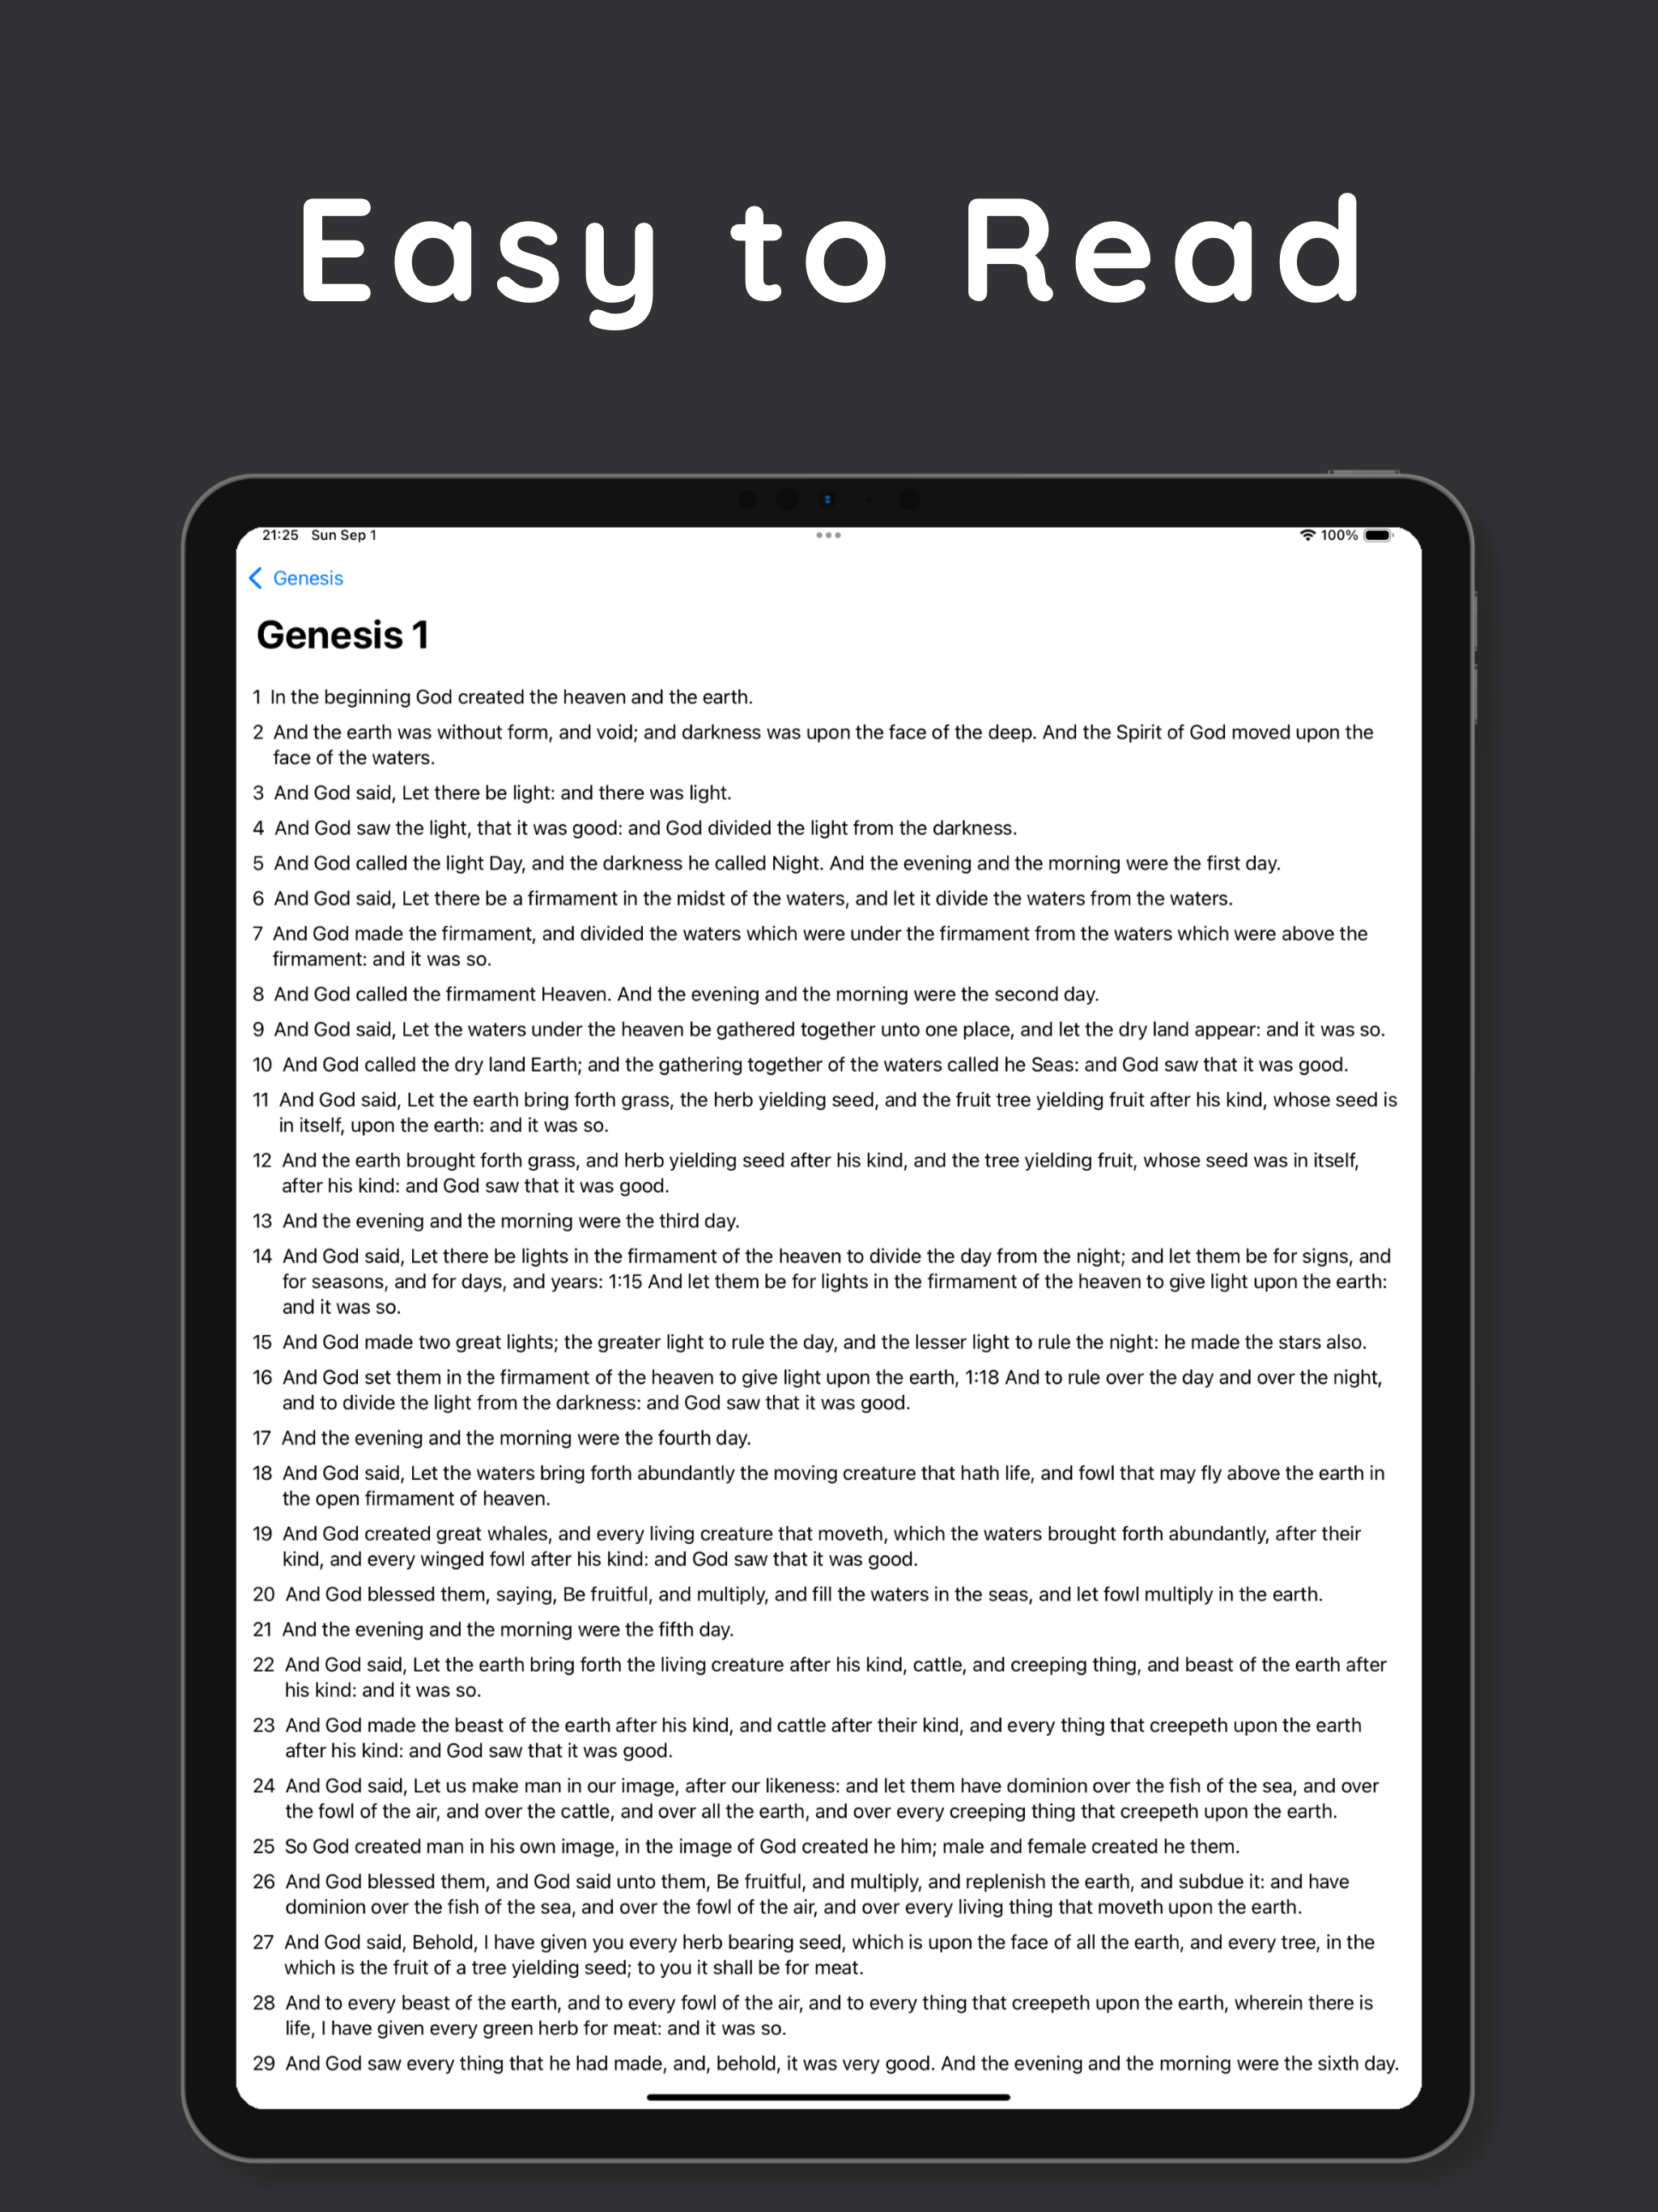 Easy to Read
21:25 Sun Sep 1
100%
Genesis
Genesis 1
1 In the beginning God created the heaven and the earth.
2 And the earth was without form, and void; and darkness was upon the face of the deep. And the Spirit of God moved upon the
face of the waters.
3 And God said, Let there be light: and there was light.
4 And God saw the light, that it was good: and God divided the light from the darkness.
5 And God called the light Day, and the darkness he called Night. And the evening and the morning were the first day.
6 And God said, Let there be a firmament in the midst of the waters, and let it divide the waters from the waters.
7 And God made the firmament, and divided the waters which were under the firmament from the waters which were above the
firmament: and it was so.
8 And God called the firmament Heaven. And the evening and the morning were the second day.
9 And God said, Let the waters under the heaven be gathered together unto one place, and let the dry land appear: and it was so.
10 And God called the dry land Earth; and the gathering together of the waters called he Seas: and God saw that it was good.
11 And God said, Let the earth bring forth grass, the herb yielding seed, and the fruit tree yielding fruit after his kind, whose seed is
in itself, upon the earth: and it was so.
12 And the earth brought forth grass, and herb yielding seed after his kind, and the tree yielding fruit, whose seed was in itself,
after his kind: and God saw that it was good.
13 And the evening and the morning were the third day.
14 And God said, Let there be lights in the firmament of the heaven to divide the day from the night; and let them be for signs, and
for seasons, and for days, and years: 1:15 And let them be for lights in the firmament of the heaven to give light upon the earth:
and it was so.
15 And God made two great lights; the greater light to rule the day, and the lesser light to rule the night: he made the stars also.
16 And God set them in the firmament of the heaven to give light upon the earth, 1:18 And to rule over the day and over the night,
and to divide the light from the darkness: and God saw that it was good.
17 And the evening and the morning were the fourth day.
18 And God said, Let the waters bring forth abundantly the moving creature that hath life, and fowl that may fly above the earth in
the open firmament of heaven.
19 And God created great whales, and every living creature that moveth, which the waters brought forth abundantly, after their
kind, and every winged fowl after his kind: and God saw that it was good.
20 And God blessed them, saying, Be fruitful, and multiply, and fill the waters in the seas, and let fowl multiply in the earth.
21 And the evening and the morning were the fifth day.
22 And God said, Let the earth bring forth the living creature after his kind, cattle, and creeping thing, and beast of the earth after
his kind: and it was so.
23 And God made the beast of the earth after his kind, and cattle after their kind, and every thing that creepeth upon the earth
after his kind: and God saw that it was good.
24 And God said, Let us make man in our image, after our likeness: and let them have dominion over the fish of the sea, and over
the fowl of the air, and over the cattle, and over all the earth, and over every creeping thing that creepeth upon the earth.
25 So God created man in his own image, in the image of God created he him; male and female created he them.
26 And God blessed them, and God said unto them, Be fruitful, and multiply, and replenish the earth, and subdue it: and have
dominion over the fish of the sea, and over the fowl of the air, and over every living thing that moveth upon the earth.
27 And God said, Behold, I have given you every herb bearing seed, which is upon the face of all the earth, and every tree, in the
which is the fruit of a tree yielding seed; to you it shall be for meat.
28 And to every beast of the earth, and to every fowl of the air, and to every thing that creepeth upon the earth, wherein there is
life, I have given every green herb for meat: and it was so.
29 And God saw every thing that he had made, and, behold, it was very good. And the evening and the morning were the sixth day.